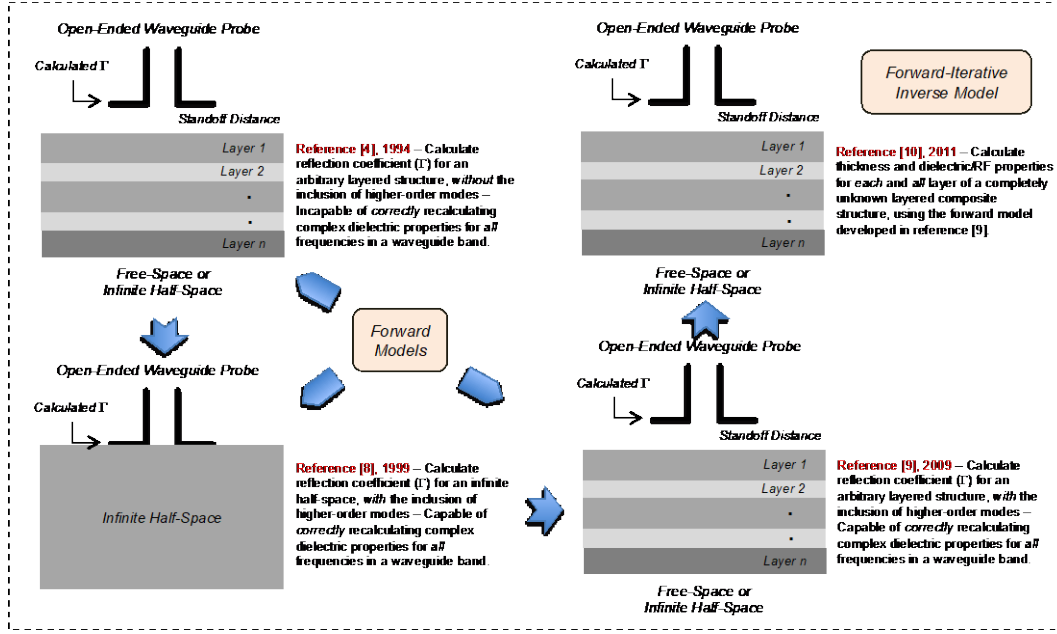 Open-Ended Waveguide Probe
Calculated Γ
Standoff Distance
Layer 1
Layer 2
Layer n
Free-Space or
Infinite Half-Space
Reference [4], 1994 – Calculate
reflection coefficient (Γ) for an
arbitrary layered structure, without the
inclusion of higher-order modes –
Incapable of correctly recalculating
complex dielectric properties for all
frequencies in a waveguide band.
Forward
Models
Open-Ended Waveguide Probe
Calculated Γ
Infinite Half-Space
Reference [8], 1999 – Calculate
reflection coefficient (Γ) for an infinite
half-space, with the inclusion of
higher-order modes – Capable of
correctly recalculating complex
dielectric properties for all
frequencies in a waveguide band.
Open-Ended Waveguide Probe
Calculated Γ
Standoff Distance
Forward-Iterative
Inverse Model
Layer 1
Layer 2
Layer n
Free-Space or
Infinite Half-Space
Reference [10], 2011 – Calculate
thickness and dielectric/RF properties
for each and all layer of a completely
unknown layered composite
structure, using the forward model
developed in reference [9].
Open-Ended Waveguide Probe
Calculated Γ
Standoff Distance
Layer 1
Layer 2
Layer n
Free-Space or
Infinite Half-Space
Reference [9], 2009 – Calculate
reflection coefficient (Γ) for an
arbitrary layered structure, with the
inclusion of higher-order modes –
Capable of correctly recalculating
complex dielectric properties for all
frequencies in a waveguide band.